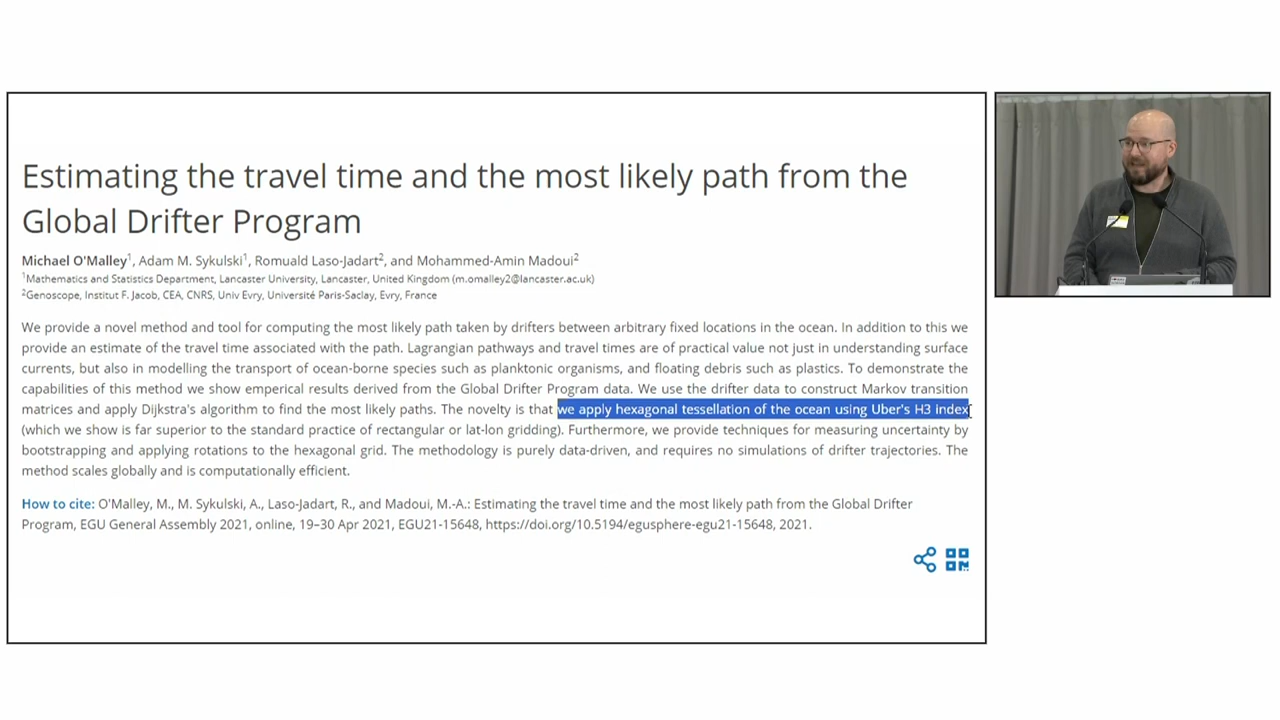 Estimating the travel time and the most likely path from the
Global Drifter Program
Michael O'Malley1, Adam M. Sykulski1, Romuald Laso-Jadart2, and Mohammed-Amin Madoui2
1Mathematics and Statistics Department, Lancaster University, Lancaster, United Kingdom (m.omalley2@lancaster.ac.uk)
2Genoscope, Institut F. Jacob, CEA, CNRS, Univ Evry, Université Paris-Saclay, Evry, France
We provide a novel method and tool for computing the most likely path taken by drifters between arbitrary fixed locations in the ocean. In addition to this we
provide an estimate of the travel time associated with the path. Lagrangian pathways and travel times are of practical value not just in understanding surface
currents, but also in modelling the transport of ocean-borne species such as planktonic organisms, and floating debris such as plastics. To demonstrate the
capabilities of this method we show emperical results derived from the Global Drifter Program data. We use the drifter data to construct Markov transition
matrices and apply Dijkstra's algorithm to find the most likely paths. The novelty is that we apply hexagonal tessellation of the ocean using Uber's H3 index
(which we show is far superior to the standard practice of rectangular or lat-lon gridding). Furthermore, we provide techniques for measuring uncertainty by
bootstrapping and applying rotations to the hexagonal grid. The methodology is purely data-driven, and requires no simulations of drifter trajectories. The
method scales globally and is computationally efficient.
How to cite: O'Malley, M., M. Sykulski, A., Laso-Jadart, R., and Madoui, M.-A.: Estimating the travel time and the most likely path from the Global Drifter
Program, EGU General Assembly 2021, online, 19–30 Apr 2021, EGU21-15648, https://doi.org/10.5194/egusphere-egu21-15648, 2021.